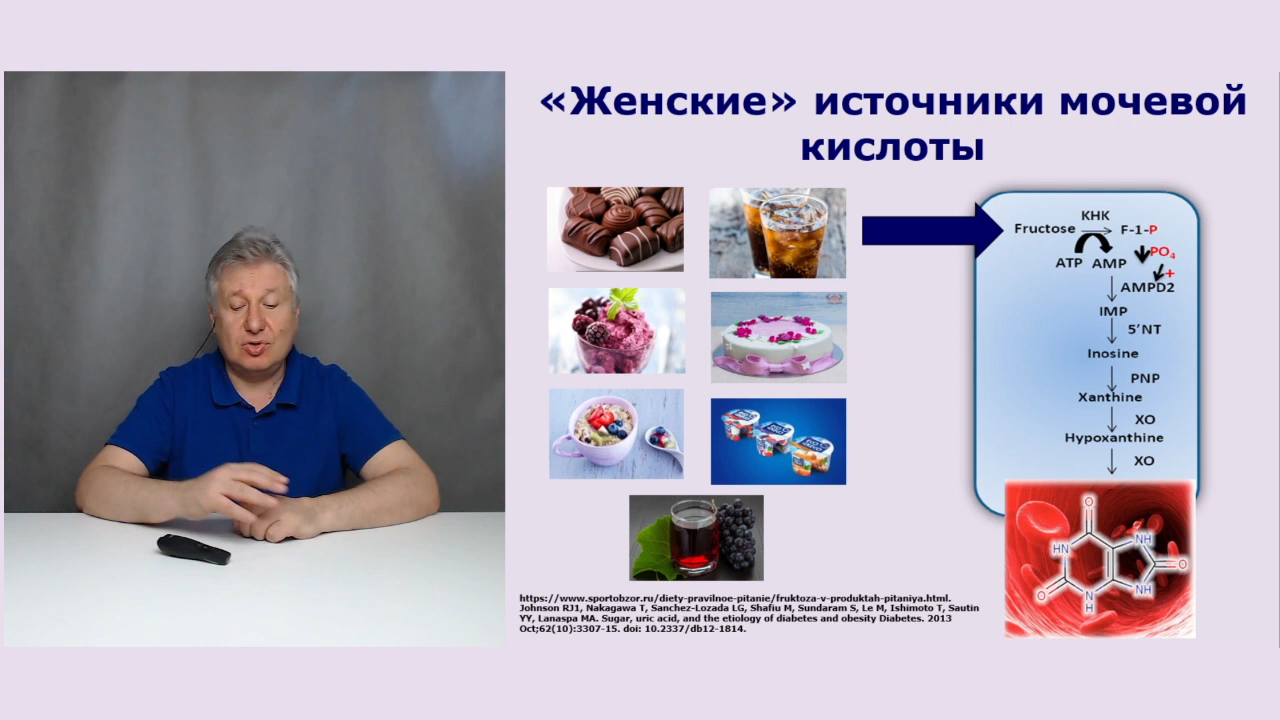 «Женские» источники мочевой
кислоты
KHK
Fructose
F-1-P
PO4
ATP
AMP
+
AMPD2
IMP
5'NT
Inosine
PNP
Xanthine
XO
Hypoxanthine
XO
O
HN
NH
O
O
N
H
NH
https://www.sportobzor.ru/diety-pravilnoe-pitanie/fruktoza-v-produktah-pitaniya.html.
Johnson RJ1, Nakagawa T, Sanchez-Lozada LG, Shafiu M, Sundaram S, Le M, Ishimoto T, Sautin
YY, Lanaspa MA. Sugar, uric acid, and the etiology of diabetes and obesity Diabetes. 2013
Oct;62(10):3307-15. doi: 10.2337/db12-1814.